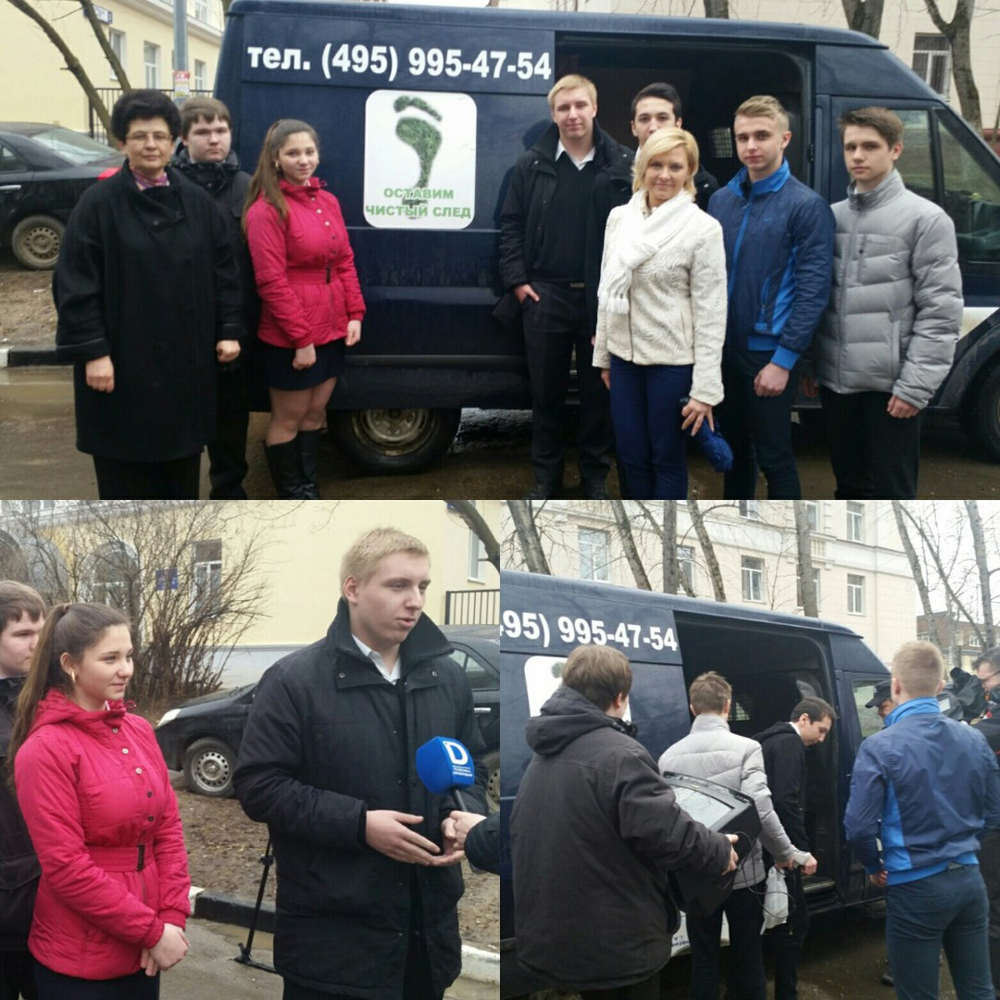 тел. (495) 995-47-54
ОСТАВИМ
ЧИСТЫЙ СЛЕД
D
95) 995-47-54